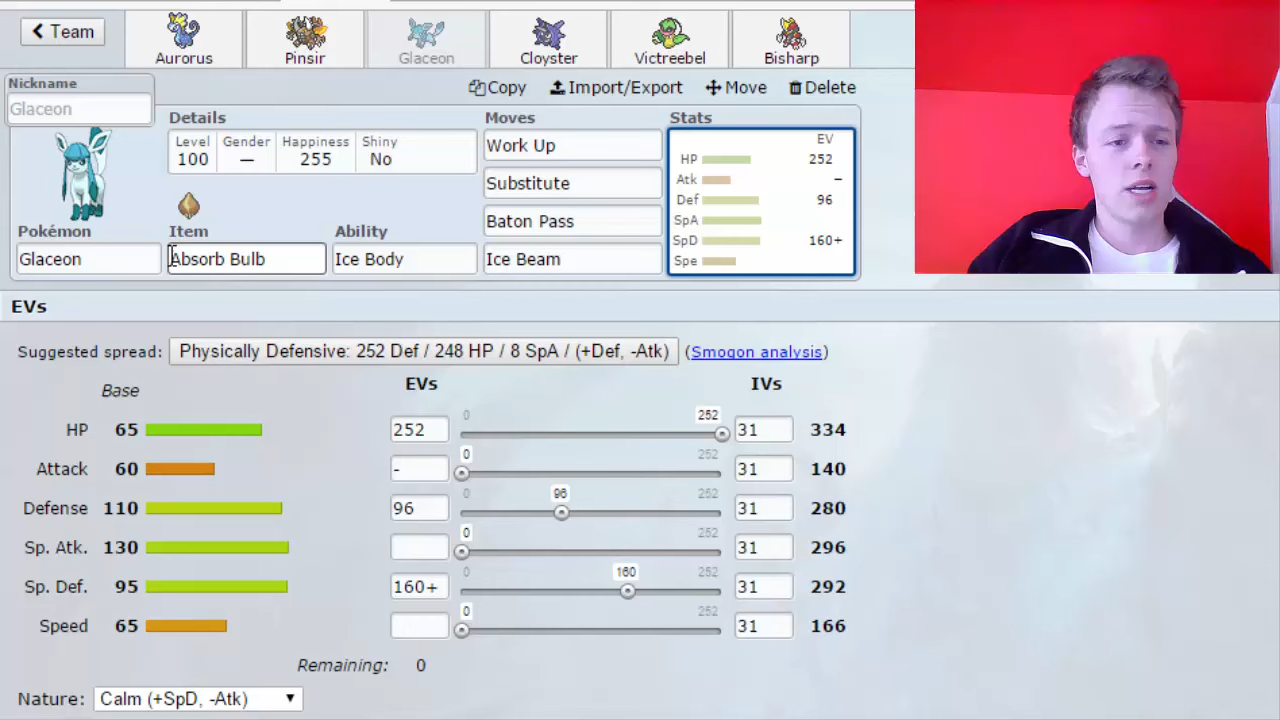 Team
Aurorus
Pinsir
Glaceon
Cloyster
Victreebel
Bisharp
Nickname
Glaceon
Copy
Import/Export
Move
Delete
Details
Moves
Stats
Level
100
Gender
—
Happiness
255
Shiny
No
Work Up
Substitute
Baton Pass
Ice Beam
EV
HP 252
Atk –
Def 96
SpA
SpD 160+
Spe
Pokémon
Item
Ability
Glaceon
Absorb Bulb
Ice Body
EVs
Suggested spread: Physically Defensive: 252 Def / 248 HP / 8 SpA / (+Def, -Atk) (Smogon analysis)
Base
EVs
IVs
HP 65 252 0 252 31 334
Attack 60 - 0 252 31 140
Defense 110 96 0 96 252 31 280
Sp. Atk. 130 0 252 31 296
Sp. Def. 95 160+ 0 160 252 31 292
Speed 65 0 252 31 166
Remaining: 0
Nature: Calm (+SpD, -Atk)